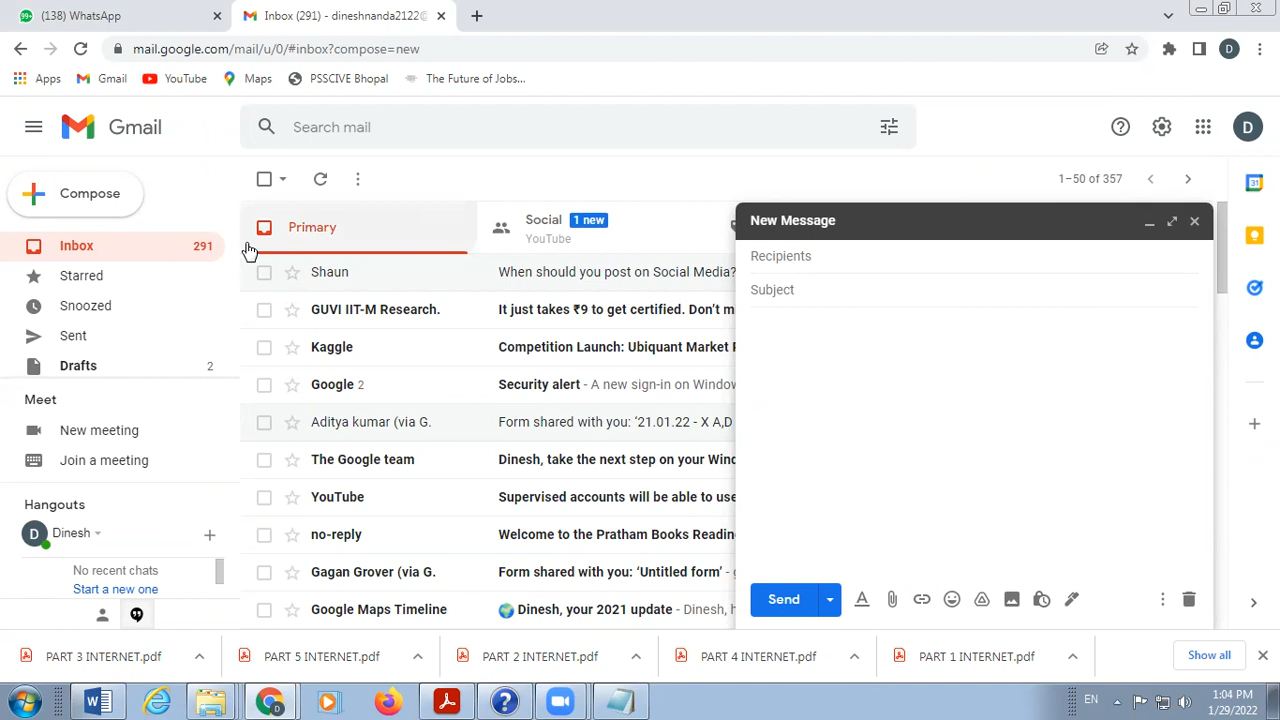 99+ (138) WhatsApp
Inbox (291) - dineshnanda2122@
mail.google.com/mail/u/0/#inbox?compose=new
D
Apps Gmail YouTube Maps PSSCIVE Bhopal The Future of Jobs...
Gmail
Search mail
D
Compose
1–50 of 357
Primary
Social 1 new
YouTube
Inbox 291
Starred
Snoozed
Sent
Drafts 2
Meet
New meeting
Join a meeting
Hangouts
D Dinesh
No recent chats
Start a new one
Shaun When should you post on Social Media?
GUVI IIT-M Research. It just takes ₹9 to get certified. Don't m
Kaggle Competition Launch: Ubiquant Market P
Google 2 Security alert - A new sign-in on Window
Aditya kumar (via G. Form shared with you: ‘21.01.22 - X A,D
The Google team Dinesh, take the next step on your Wind
YouTube Supervised accounts will be able to use
no-reply Welcome to the Pratham Books Readin
Gagan Grover (via G. Form shared with you: ‘Untitled form’ - g
Google Maps Timeline 🌍 Dinesh, your 2021 update - Dinesh, h
New Message
Recipients
Subject
Send
31
PART 3 INTERNET.pdf PART 5 INTERNET.pdf PART 2 INTERNET.pdf PART 4 INTERNET.pdf PART 1 INTERNET.pdf Show all
EN
1:04 PM
1/29/2022